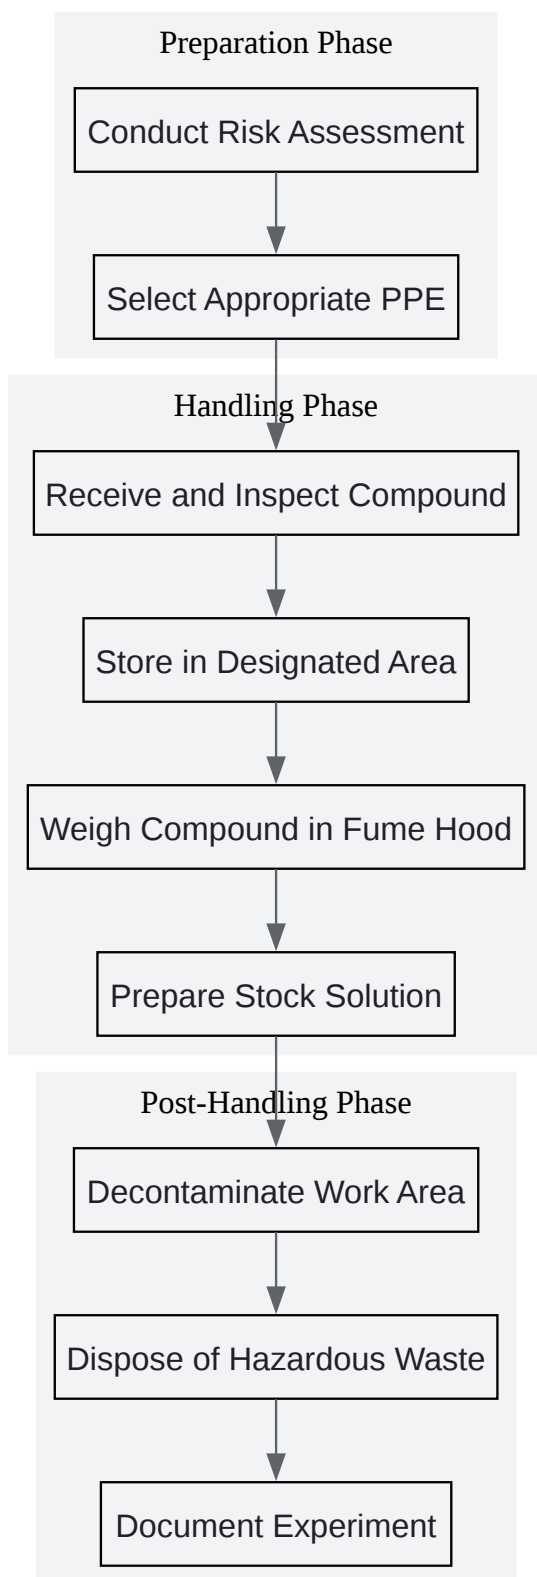 Preparation Phase
Conduct Risk Assessment
Select Appropriate PPE
Handling Phase
Receive and Inspect Compound
Store in Designated Area
Weigh Compound in Fume Hood
Prepare Stock Solution
Post-Handling Phase
Decontaminate Work Area
Dispose of Hazardous Waste
Document Experiment